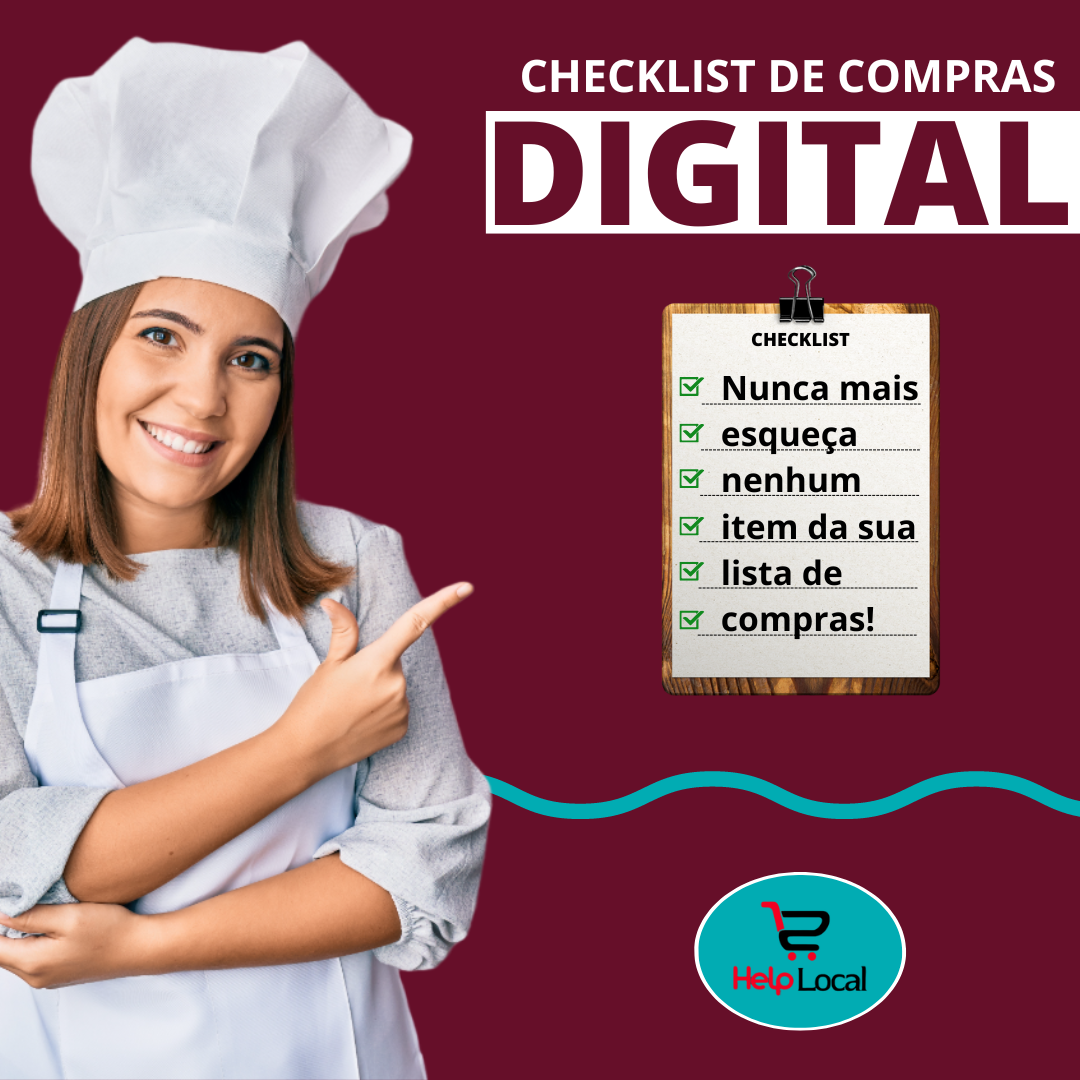 CHECKLIST DE COMPRAS
DIGITAL
CHECKLIST
Nunca mais
esqueça
nenhum
item da sua
lista de
compras!
Help Local